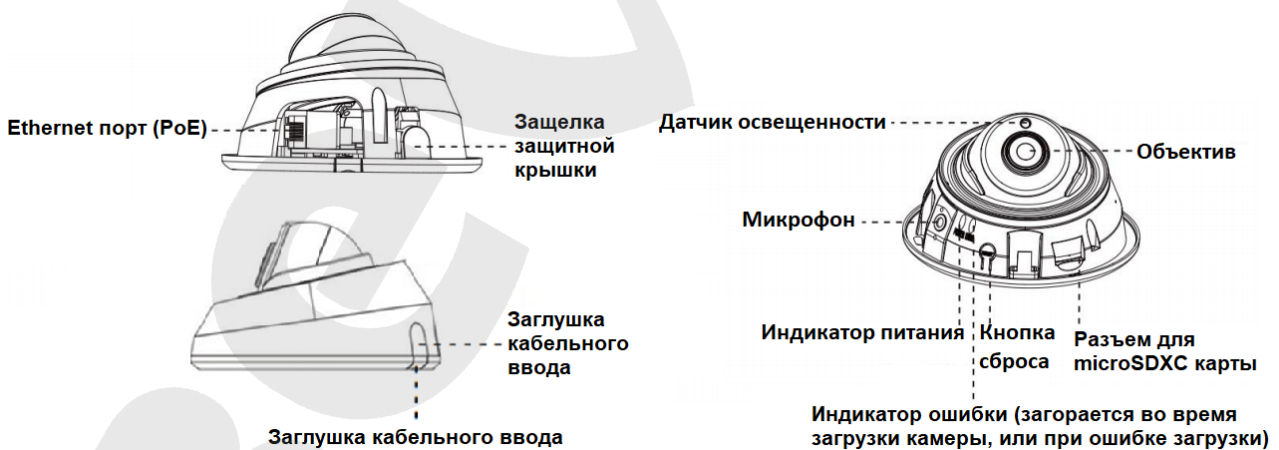 Ethernet порт (PoE)
Защелка
защитной
крышки
Заглушка
кабельного
ввода
Заглушка кабельного ввода
Датчик освещенности
Объектив
Микрофон
Индикатор питания
Кнопка
сброса
Разъем для
microSDXC карты
Индикатор ошибки (загорается во время
загрузки камеры, или при ошибке загрузки)